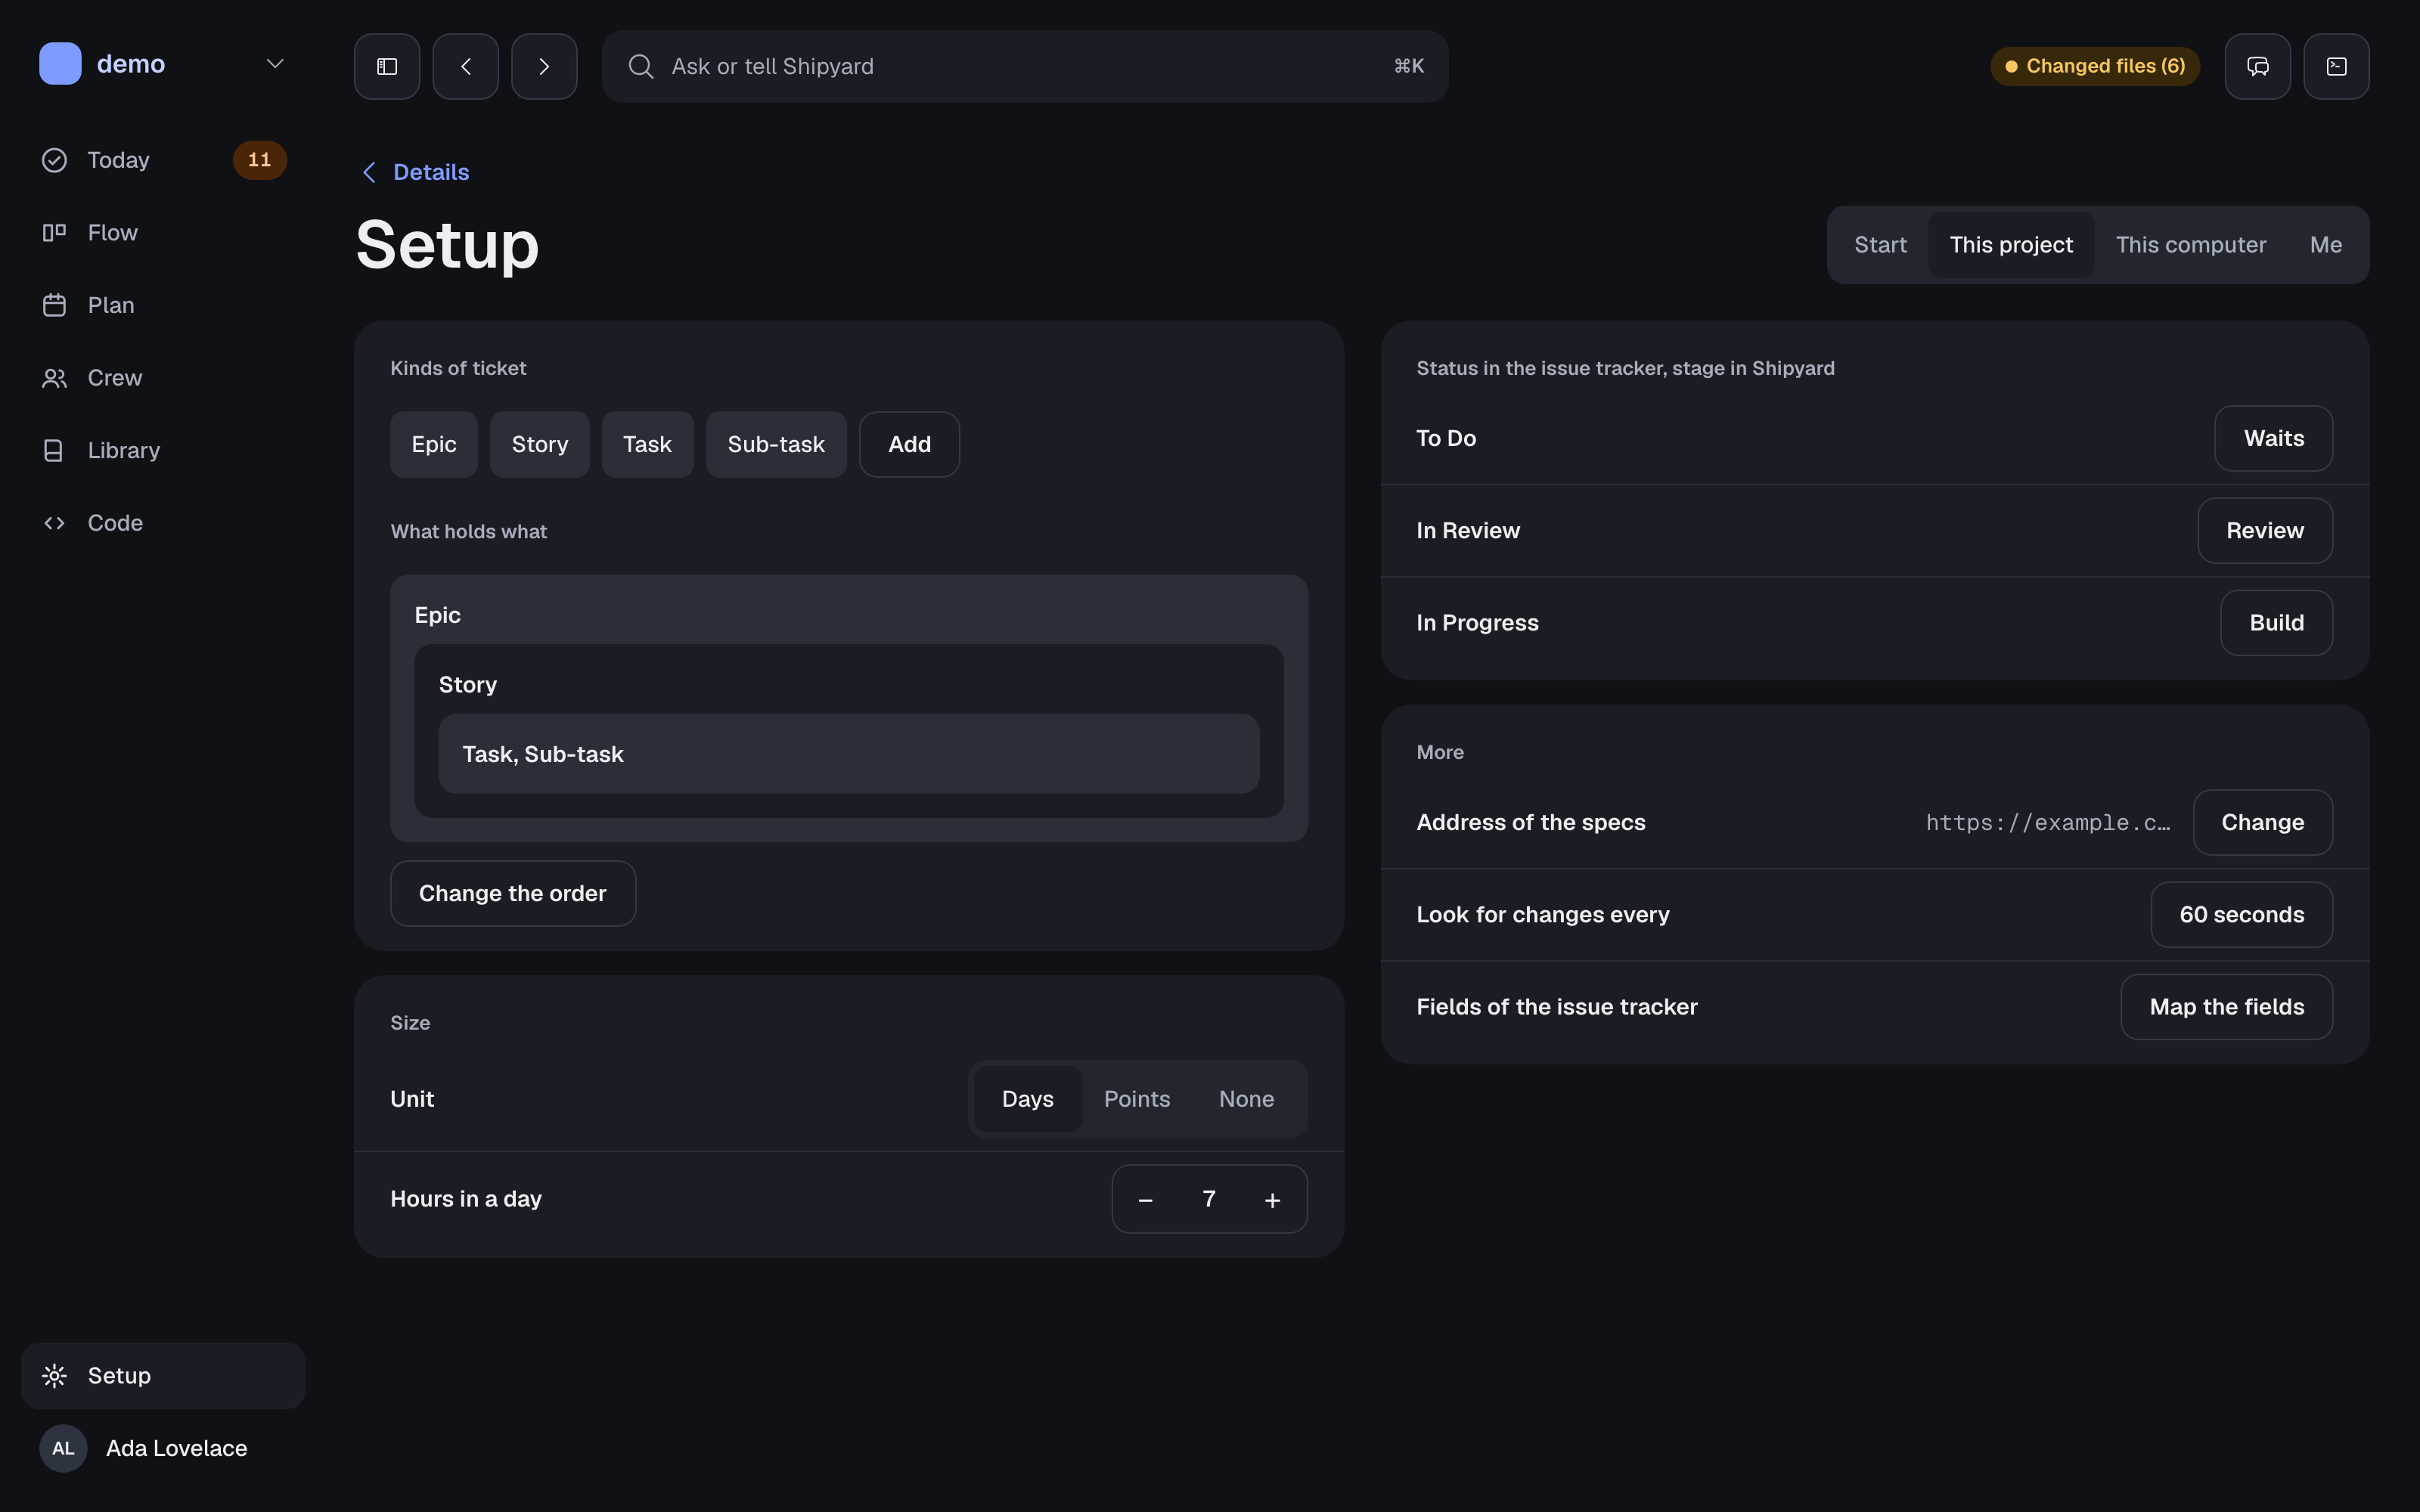 demo
Ask or tell Shipyard
⌘K
Changed files (6)
Today
11
Flow
Plan
Crew
Library
Code
Setup
AL
Ada Lovelace
Details
Setup
Start
This project
This computer
Me
Kinds of ticket
Epic
Story
Task
Sub-task
Add
What holds what
Epic
Story
Task, Sub-task
Change the order
Size
Unit
Days
Points
None
Hours in a day
−
7
+
Status in the issue tracker, stage in Shipyard
To Do
Waits
In Review
Review
In Progress
Build
More
Address of the specs
https://example.c…
Change
Look for changes every
60 seconds
Fields of the issue tracker
Map the fields